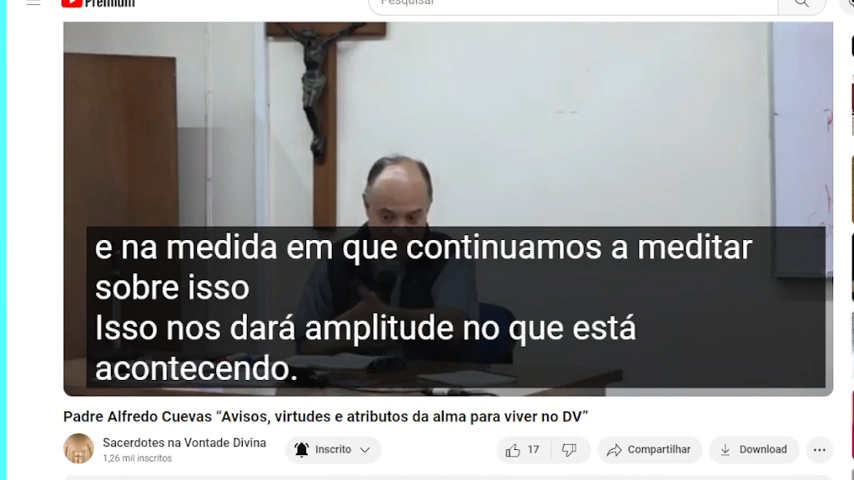 Premium
Pesquisar
e na medida em que continuamos a meditar
sobre isso
Isso nos dará amplitude no que está
acontecendo.
Padre Alfredo Cuevas “Avisos, virtudes e atributos da alma para viver no DV”
Sacerdotes na Vontade Divina
1,26 mil inscritos
Inscrito
17
Compartilhar
Download